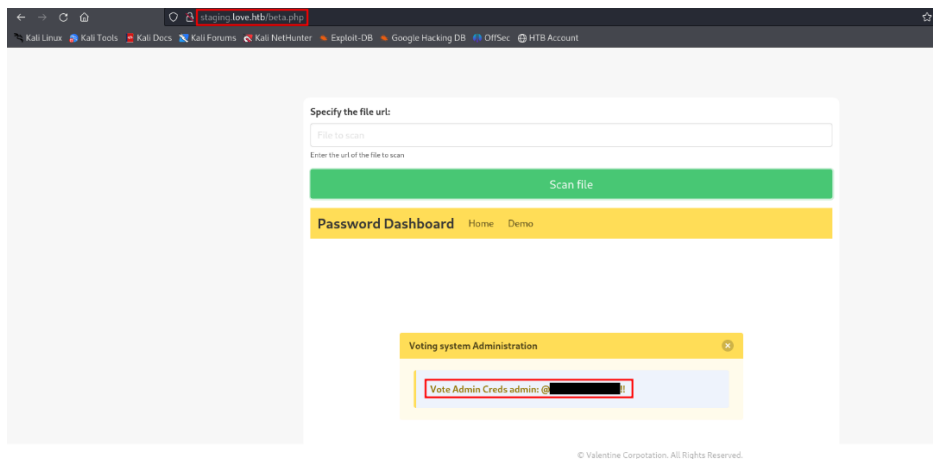 staging.love.htb/beta.php
Kali Linux Kali Tools Kali Docs Kali Forums Kali NetHunter Exploit-DB Google Hacking DB OffSec HTB Account
Specify the file url:
File to scan
Enter the url of the file to scan
Scan file
Password Dashboard Home Demo
Voting system Administration
Vote Admin Creds admin: @ !!
© Valentine Corpotation. All Rights Reserved.